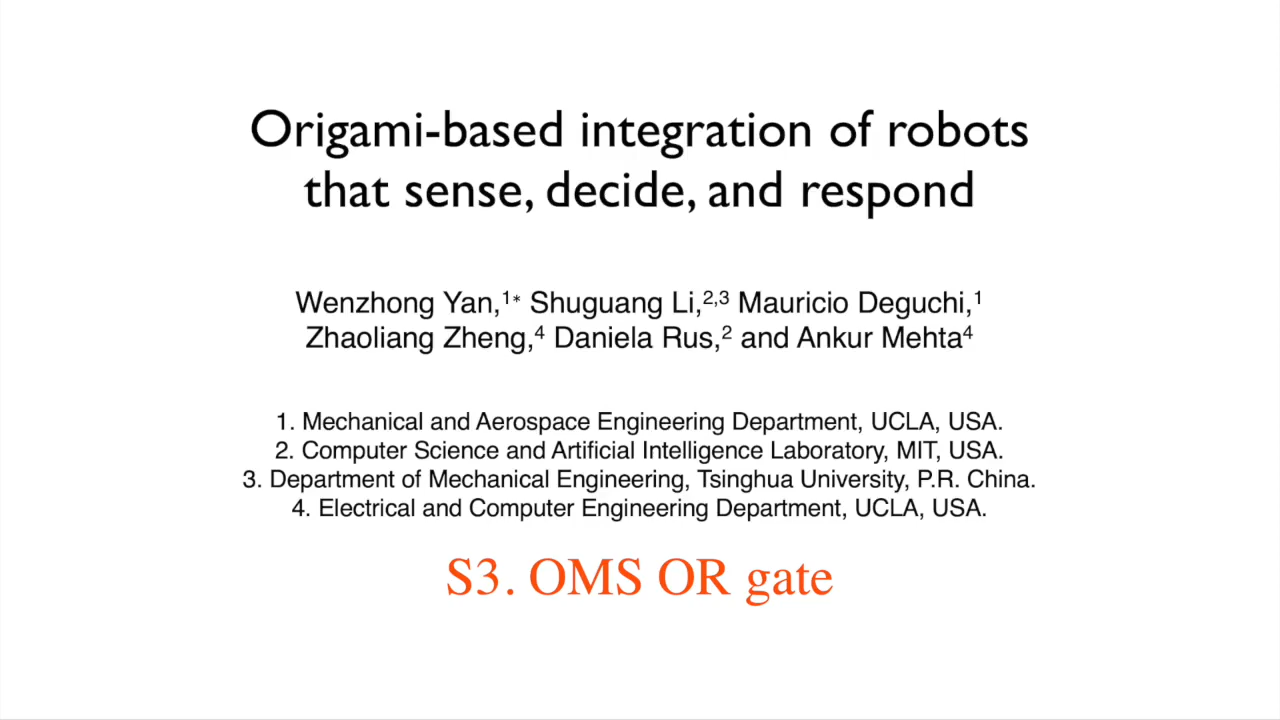 Origami-based integration of robots
that sense, decide, and respond
Wenzhong Yan,¹* Shuguang Li,²,³ Mauricio Deguchi,¹
Zhaoliang Zheng,⁴ Daniela Rus,² and Ankur Mehta⁴
1. Mechanical and Aerospace Engineering Department, UCLA, USA.
2. Computer Science and Artificial Intelligence Laboratory, MIT, USA.
3. Department of Mechanical Engineering, Tsinghua University, P.R. China.
4. Electrical and Computer Engineering Department, UCLA, USA.
S3. OMS OR gate